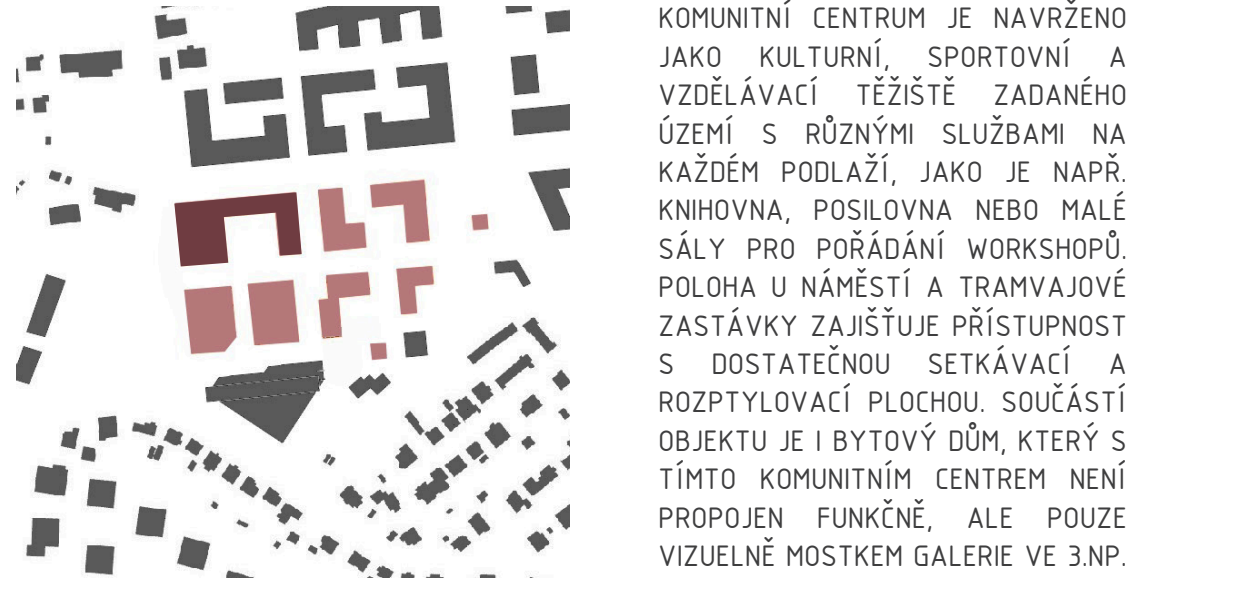 KOMUNITNÍ CENTRUM JE NAVRŽENO
JAKO KULTURNÍ, SPORTOVNÍ A
VZDĚLÁVACÍ TĚŽIŠTĚ ZADANÉHO
ÚZEMÍ S RŮZNÝMI SLUŽBAMI NA
KAŽDÉM PODLAŽÍ, JAKO JE NAPŘ.
KNIHOVNA, POSILOVNA NEBO MALÉ
SÁLY PRO POŘÁDÁNÍ WORKSHOPŮ.
POLOHA U NÁMĚSTÍ A TRAMVAJOVÉ
ZASTÁVKY ZAJIŠŤUJE PŘÍSTUPNOST
S DOSTATEČNOU SETKÁVACÍ A
ROZPTYLOVACÍ PLOCHOU. SOUČÁSTÍ
OBJEKTU JE I BYTOVÝ DŮM, KTERÝ S
TÍMTO KOMUNITNÍM CENTREM NENÍ
PROPOJEN FUNKČNĚ, ALE POUZE
VIZUELNĚ MOSTKEM GALERIE VE 3.NP.